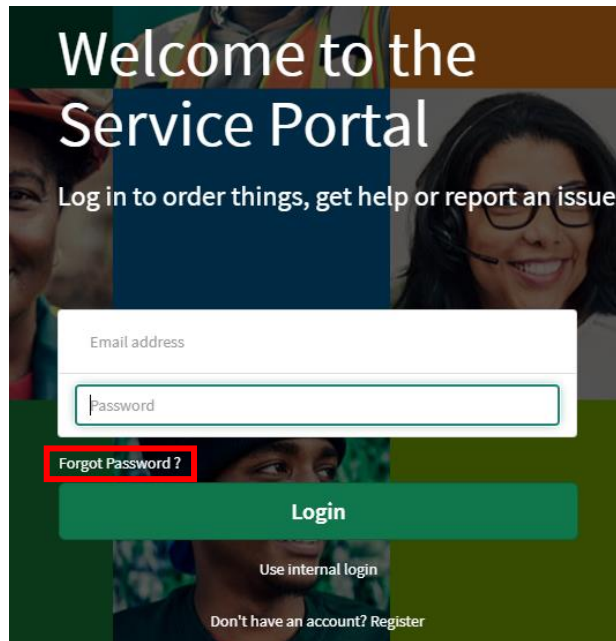 Welcome to the
Service Portal
Log in to order things, get help or report an issue
Email address
Password
Forgot Password ?
Login
Use internal login
Don't have an account? Register